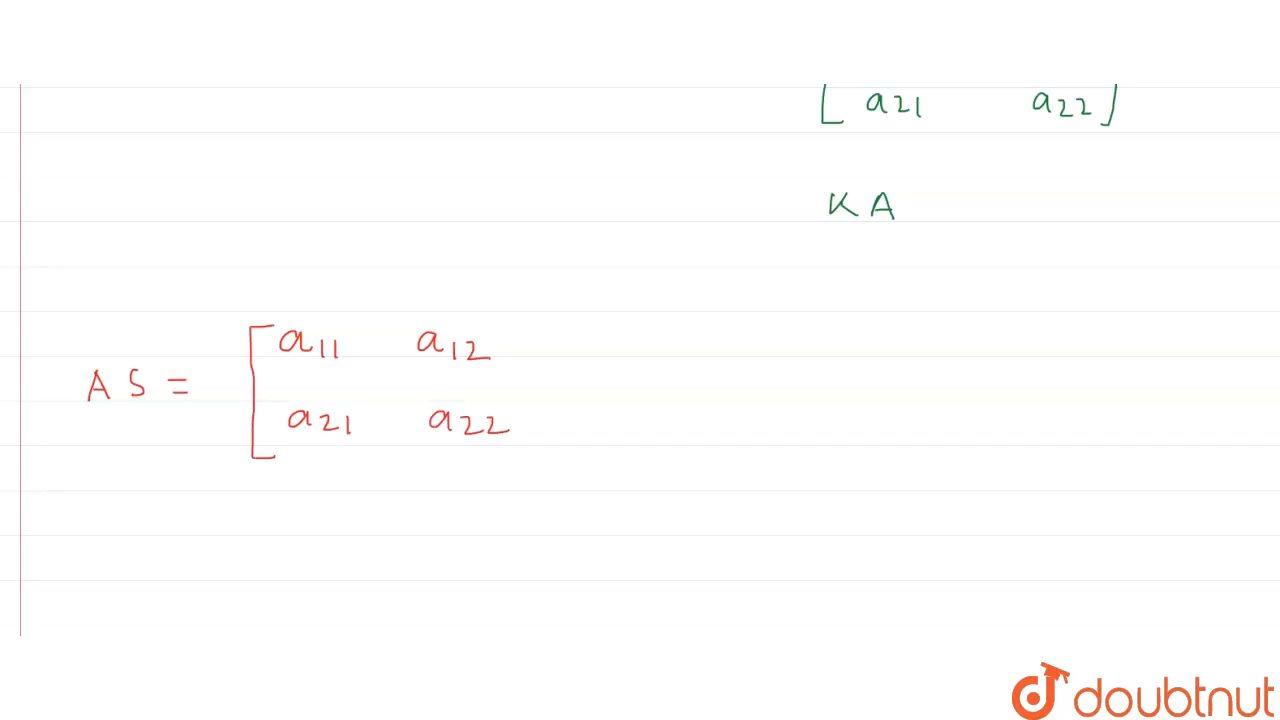 [ a21 a22 ]
K A
a11 a12
A S = [
a21 a22
doubtnut